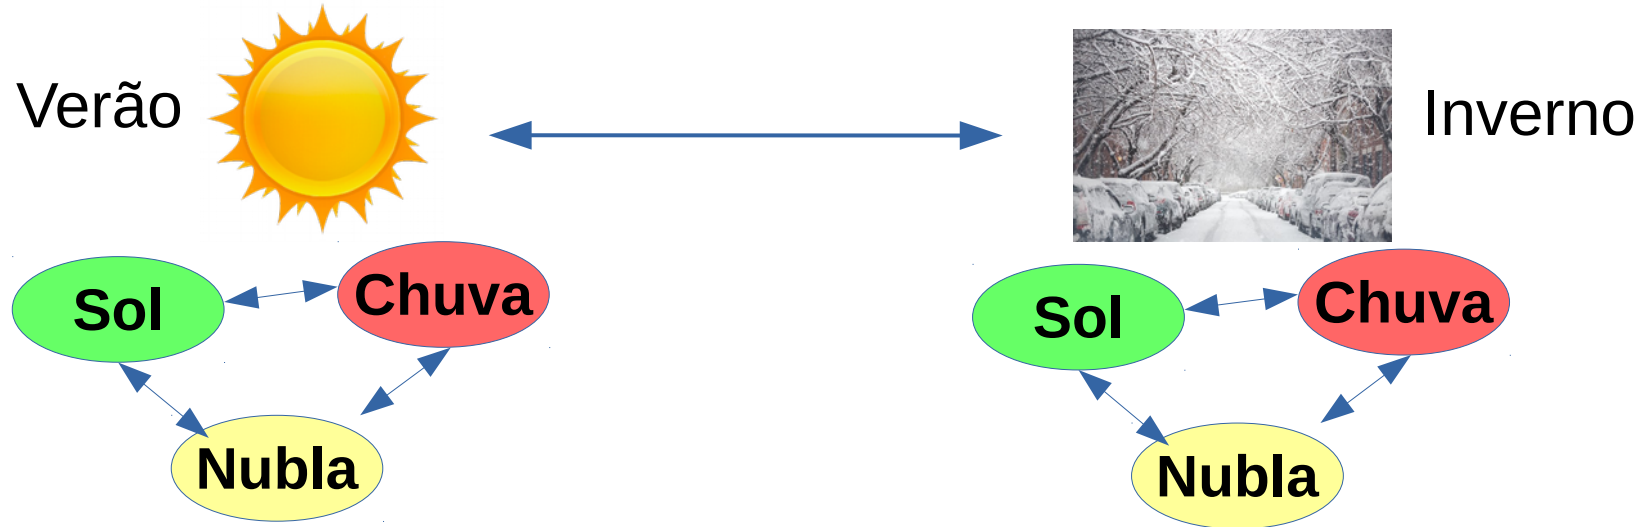 Verão
Inverno
Sol
Chuva
Nubla
Sol
Chuva
Nubla